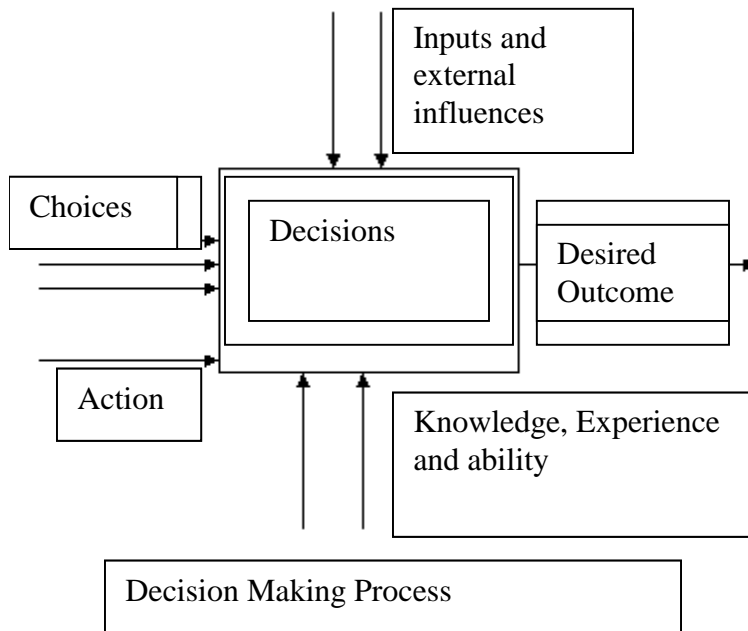 Inputs and
external
influences
Choices
Decisions
Desired
Outcome
Action
Knowledge, Experience
and ability
Decision Making Process